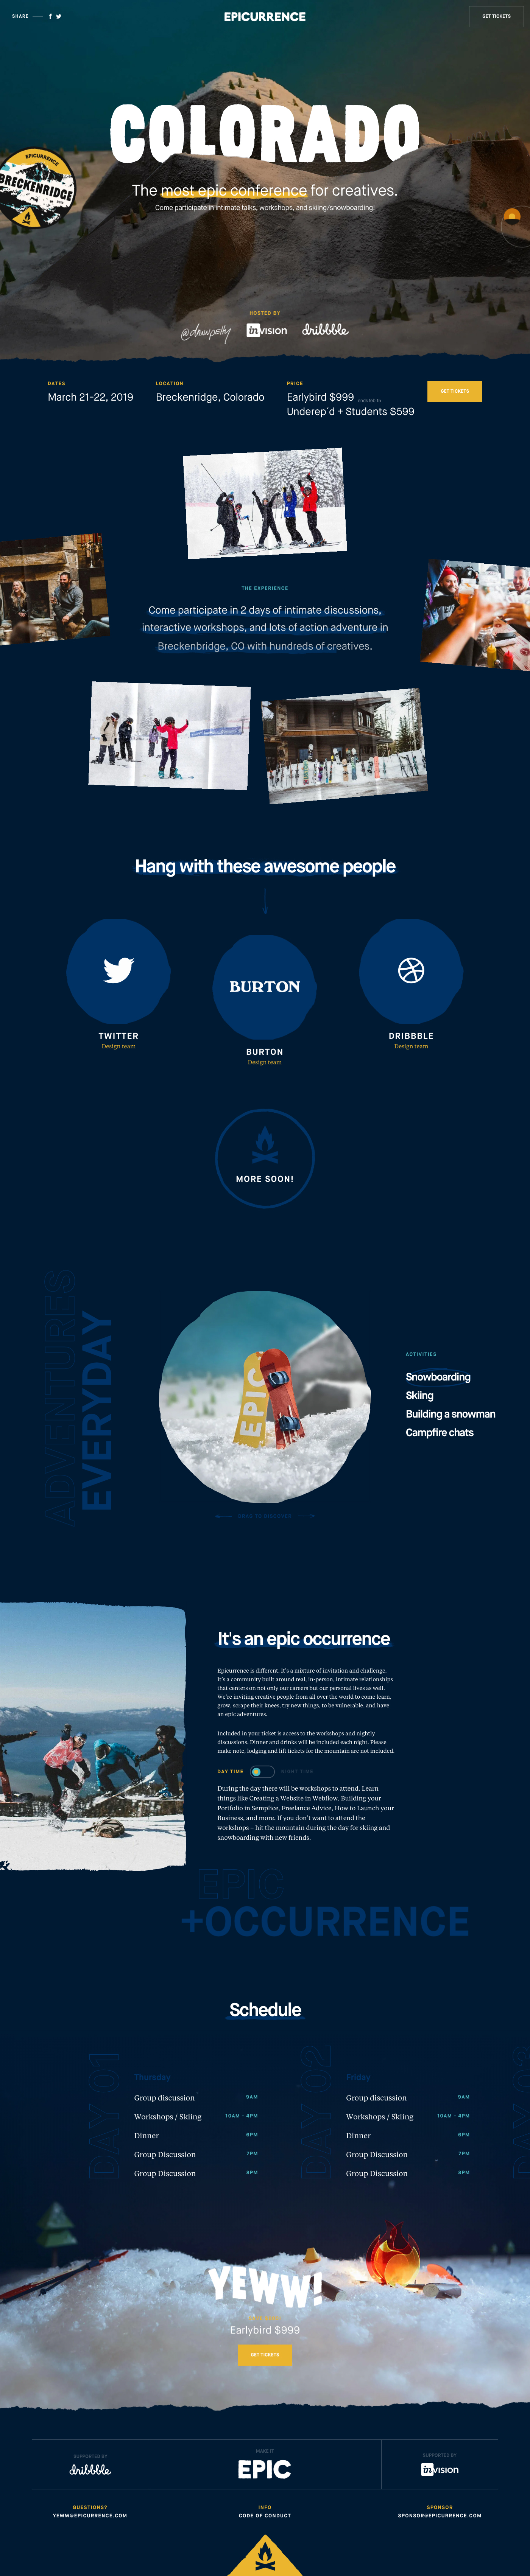 SHARE
EPICURRENCE
GET TICKETS
COLORADO
EPICURRENCE
BRECKENRIDGE
The most epic conference for creatives.
Come participate in intimate talks, workshops, and skiing/snowboarding!
HOSTED BY
@dannpetty
invision
dribbble
DATES
March 21-22, 2019
LOCATION
Breckenridge, Colorado
PRICE
Earlybird $999 ends feb 15
Underep'd + Students $599
GET TICKETS
THE EXPERIENCE
Come participate in 2 days of intimate discussions,
interactive workshops, and lots of action adventure in
Breckenbridge, CO with hundreds of creatives.
Hang with these awesome people
BURTON
TWITTER
Design team
BURTON
Design team
DRIBBBLE
Design team
MORE SOON!
ADVENTURES
EVERYDAY
EPIC
DRAG TO DISCOVER
ACTIVITIES
Snowboarding
Skiing
Building a snowman
Campfire chats
It's an epic occurrence
Epicurrence is different. It's a mixture of invitation and challenge.
It's a community built around real, in-person, intimate relationships
that centers on not only our careers but our personal lives as well.
We're inviting creative people from all over the world to come learn,
grow, scrape their knees, try new things, to be vulnerable, and have
an epic adventures.
Included in your ticket is access to the workshops and nightly
discussions. Dinner and drinks will be included each night. Please
make note, lodging and lift tickets for the mountain are not included.
DAY TIME
NIGHT TIME
During the day there will be workshops to attend. Learn
things like Creating a Website in Webflow, Building your
Portfolio in Semplice, Freelance Advice, How to Launch your
Business, and more. If you don't want to attend the
workshops – hit the mountain during the day for skiing and
snowboarding with new friends.
EPIC
+OCCURRENCE
Schedule
DAY 01
Thursday
Group discussion 9AM
Workshops / Skiing 10AM - 4PM
Dinner 6PM
Group Discussion 7PM
Group Discussion 8PM
DAY 02
Friday
Group discussion 9AM
Workshops / Skiing 10AM - 4PM
Dinner 6PM
Group Discussion 7PM
Group Discussion 8PM
YEWW!
Earlybird $999
GET TICKETS
SUPPORTED BY
dribbble
MAKE IT
EPIC
SUPPORTED BY
invision
QUESTIONS?
YEWW@EPICURRENCE.COM
INFO
CODE OF CONDUCT
SPONSOR
SPONSOR@EPICURRENCE.COM